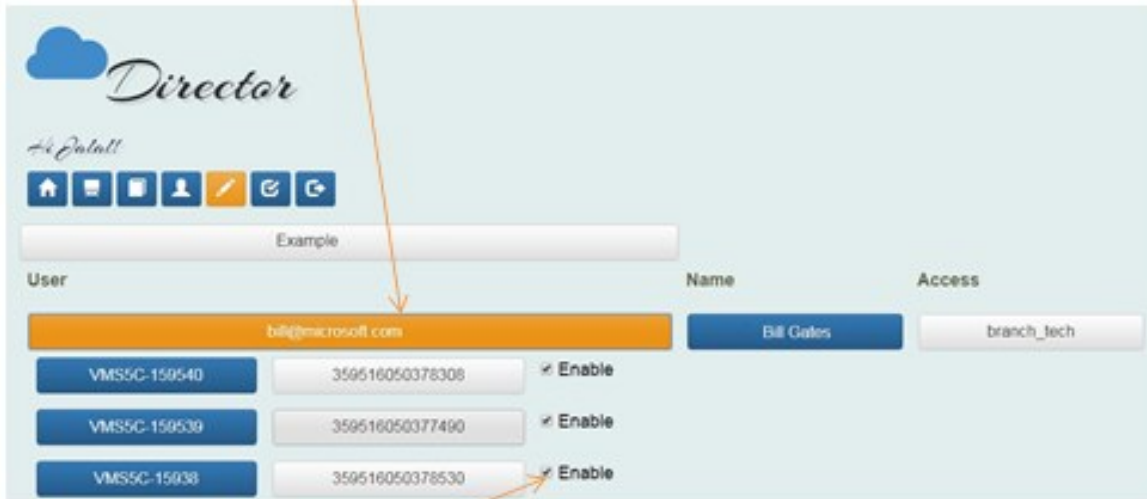 Director
Hi Jalal!
Example
User Name Access
bill@microsoft.com Bill Gates branch_tech
VMS5C-159540 359516050378308 Enable
VMS5C-159539 359516050377490 Enable
VMS5C-15938 359516050378530 Enable